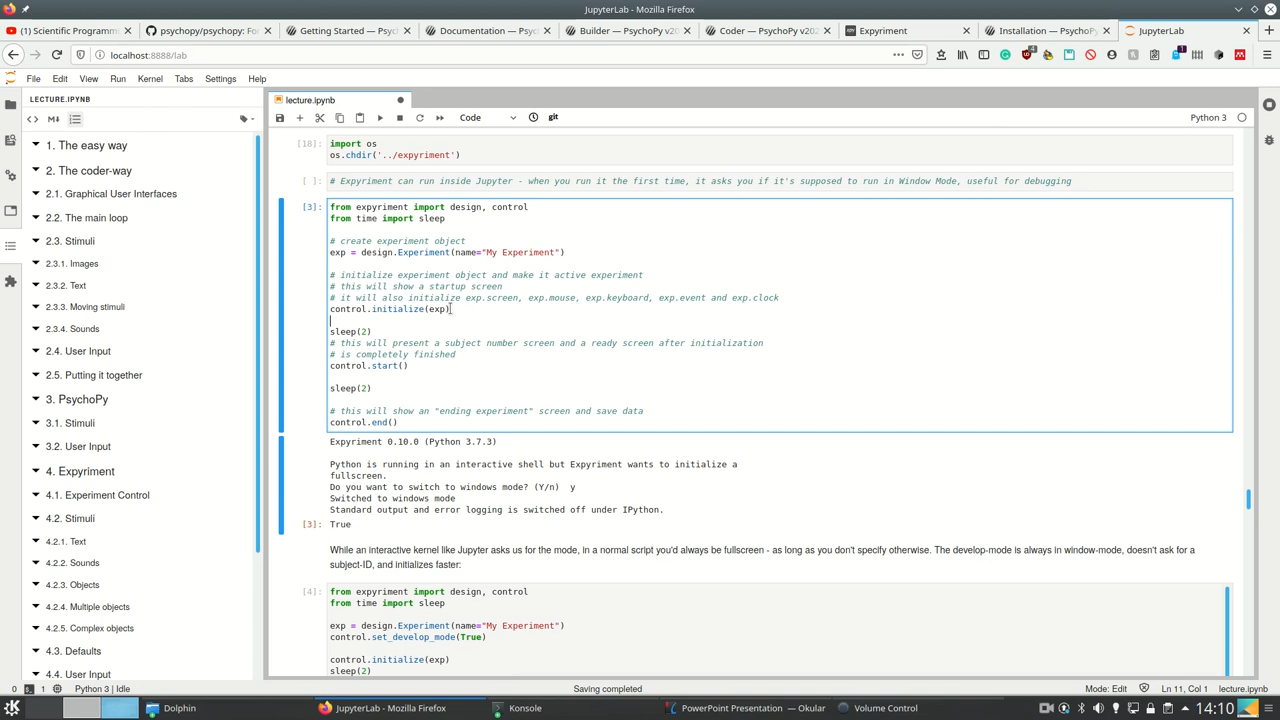 JupyterLab - Mozilla Firefox
(1) Scientific Programm
psychopy/psychopy: For
Getting Started — Psych
Documentation — Psych
Builder — PsychoPy v20
Coder — PsychoPy v202
Expyriment
Installation — PsychoPy
JupyterLab
localhost:8888/lab
File Edit View Run Kernel Tabs Settings Help
LECTURE.IPYNB
lecture.ipynb
Code
git
Python 3
1. The easy way
2. The coder-way
2.1. Graphical User Interfaces
2.2. The main loop
2.3. Stimuli
2.3.1. Images
2.3.2. Text
2.3.3. Moving stimuli
2.3.4. Sounds
2.4. User Input
2.5. Putting it together
3. PsychoPy
3.1. Stimuli
3.2. User Input
4. Expyriment
4.1. Experiment Control
4.2. Stimuli
4.2.1. Text
4.2.2. Sounds
4.2.3. Objects
4.2.4. Multiple objects
4.2.5. Complex objects
4.3. Defaults
4.4. User Input
[18]: import os
os.chdir('../expyriment')
[ ]: # Expyriment can run inside Jupyter - when you run it the first time, it asks you if it's supposed to run in Window Mode, useful for debugging
[3]: from expyriment import design, control
from time import sleep
# create experiment object
exp = design.Experiment(name="My Experiment")
# initialize experiment object and make it active experiment
# this will show a startup screen
# it will also initialize exp.screen, exp.mouse, exp.keyboard, exp.event and exp.clock
control.initialize(exp)
sleep(2)
# this will present a subject number screen and a ready screen after initialization
# is completely finished
control.start()
sleep(2)
# this will show an "ending experiment" screen and save data
control.end()
Expyriment 0.10.0 (Python 3.7.3)
Python is running in an interactive shell but Expyriment wants to initialize a
fullscreen.
Do you want to switch to windows mode? (Y/n) y
Switched to windows mode
Standard output and error logging is switched off under IPython.
[3]: True
While an interactive kernel like Jupyter asks us for the mode, in a normal script you'd always be fullscreen - as long as you don't specify otherwise. The develop-mode is always in window-mode, doesn't ask for a
subject-ID, and initializes faster:
[4]: from expyriment import design, control
from time import sleep
exp = design.Experiment(name="My Experiment")
control.set_develop_mode(True)
control.initialize(exp)
sleep(2)
0 1 Python 3 | Idle
Saving completed
Mode: Edit Ln 11, Col 1 lecture.ipynb
Dolphin
JupyterLab - Mozilla Firefox
Konsole
PowerPoint Presentation — Okular
Volume Control
14:10